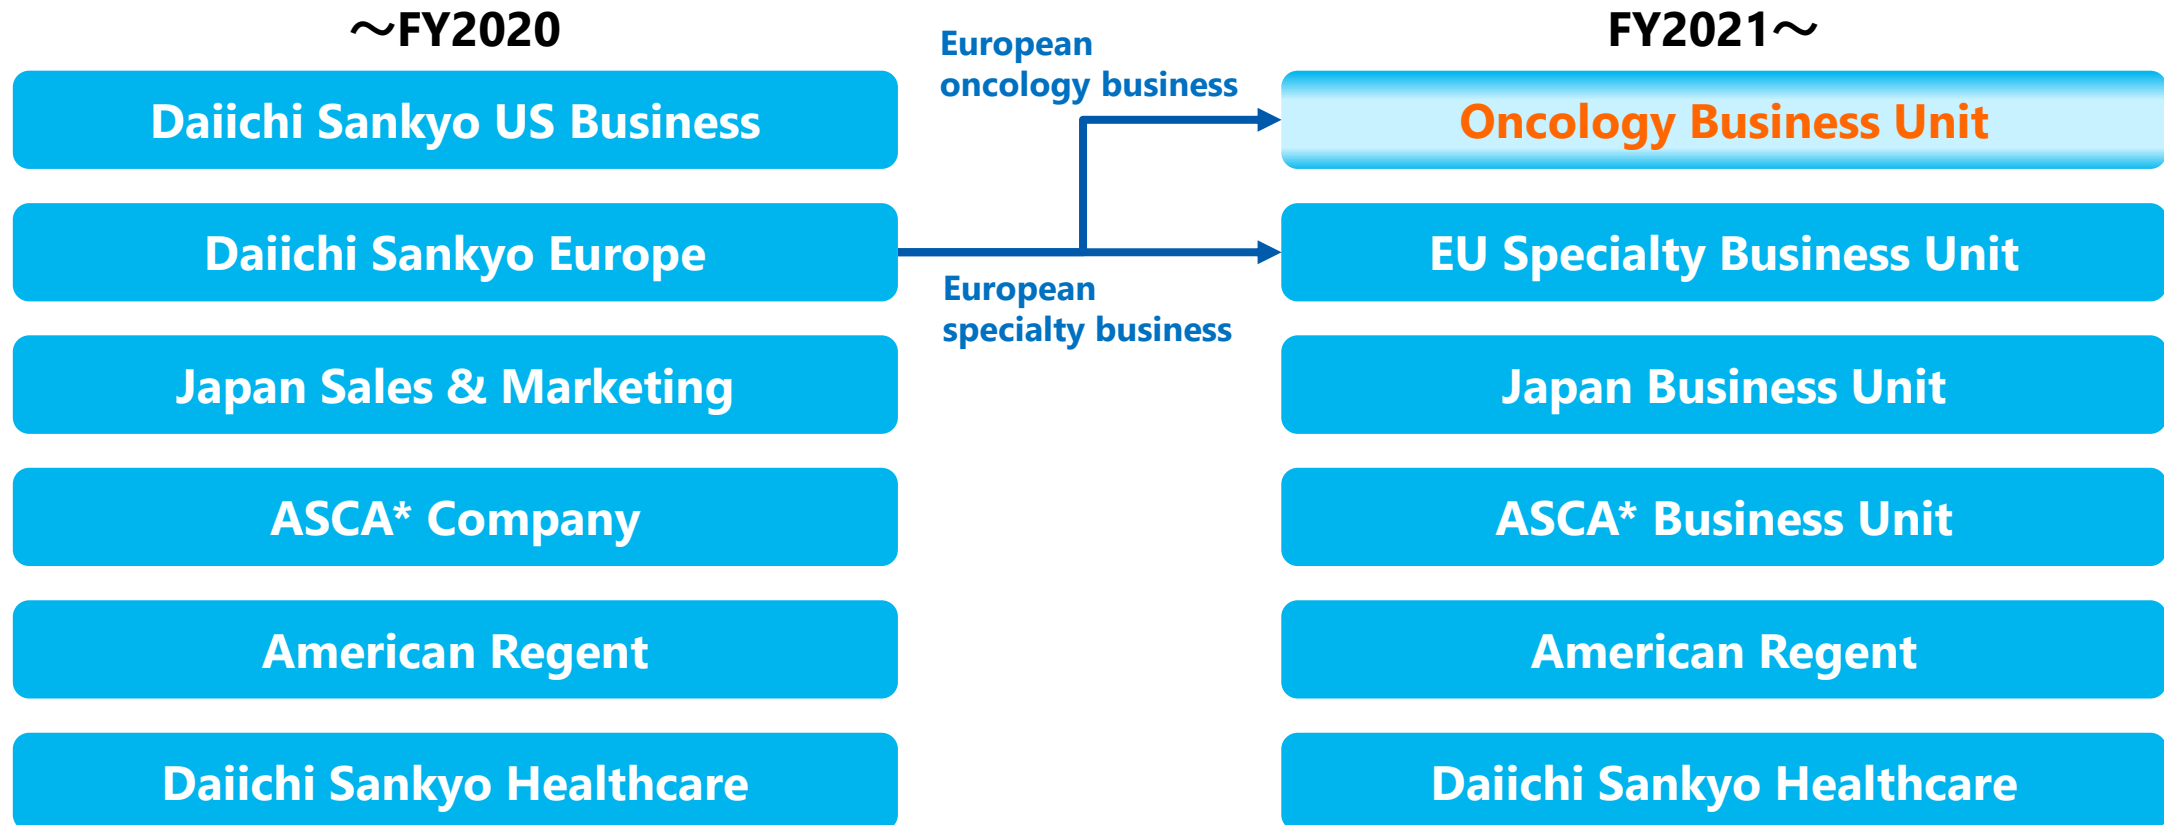 ～FY2020
Daiichi Sankyo US Business
Daiichi Sankyo Europe
Japan Sales & Marketing
ASCA* Company
American Regent
Daiichi Sankyo Healthcare
European
oncology business
European
specialty business
FY2021～
Oncology Business Unit
EU Specialty Business Unit
Japan Business Unit
ASCA* Business Unit
American Regent
Daiichi Sankyo Healthcare